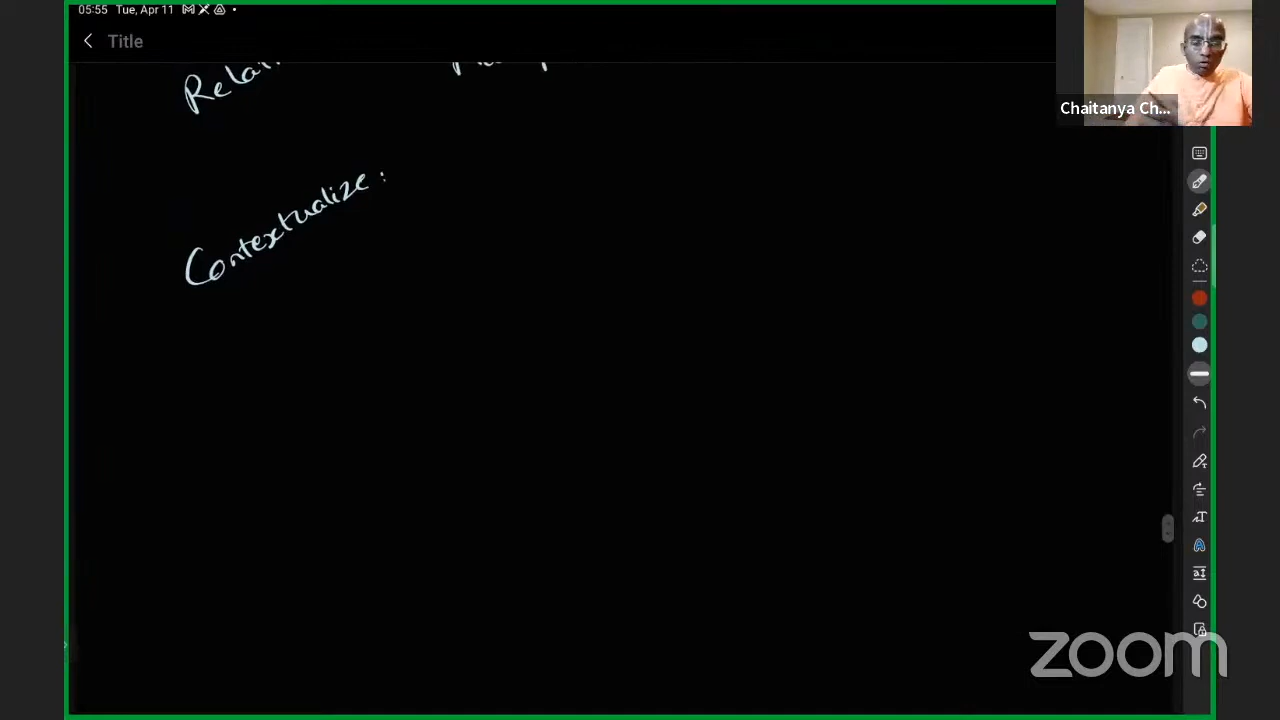 05:55 Tue, Apr 11
Title
Chaitanya Ch...
Contextualize:
zoom